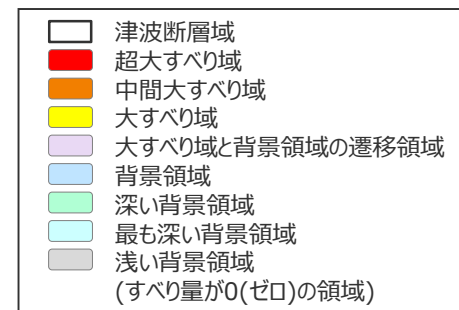 津波断層域
超大すべり域
中間大すべり域
大すべり域
大すべり域と背景領域の遷移領域
背景領域
深い背景領域
最も深い背景領域
浅い背景領域
(すべり量が0(ゼロ)の領域)